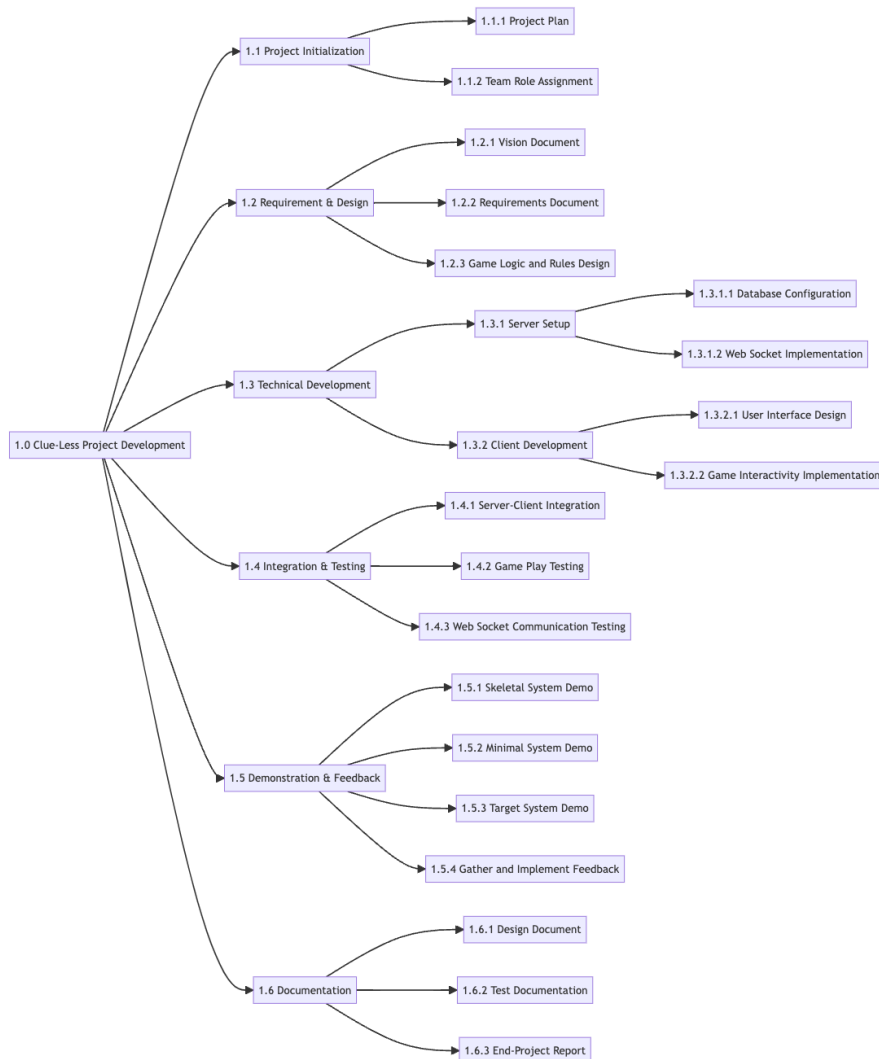 1.0 Clue-Less Project Development
1.1 Project Initialization
1.1.1 Project Plan
1.1.2 Team Role Assignment
1.2 Requirement & Design
1.2.1 Vision Document
1.2.2 Requirements Document
1.2.3 Game Logic and Rules Design
1.3 Technical Development
1.3.1 Server Setup
1.3.1.1 Database Configuration
1.3.1.2 Web Socket Implementation
1.3.2 Client Development
1.3.2.1 User Interface Design
1.3.2.2 Game Interactivity Implementation
1.4 Integration & Testing
1.4.1 Server-Client Integration
1.4.2 Game Play Testing
1.4.3 Web Socket Communication Testing
1.5 Demonstration & Feedback
1.5.1 Skeletal System Demo
1.5.2 Minimal System Demo
1.5.3 Target System Demo
1.5.4 Gather and Implement Feedback
1.6 Documentation
1.6.1 Design Document
1.6.2 Test Documentation
1.6.3 End-Project Report